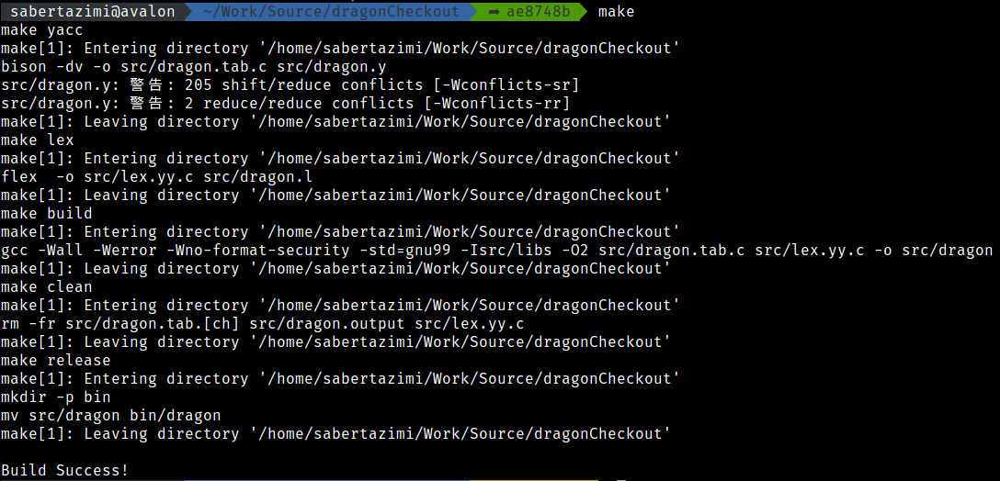 sabertazimi@avalon ~/Work/Source/dragonCheckout ➦ ae8748b make
make yacc
make[1]: Entering directory '/home/sabertazimi/Work/Source/dragonCheckout'
bison -dv -o src/dragon.tab.c src/dragon.y
src/dragon.y: 警告: 205 shift/reduce conflicts [-Wconflicts-sr]
src/dragon.y: 警告: 2 reduce/reduce conflicts [-Wconflicts-rr]
make[1]: Leaving directory '/home/sabertazimi/Work/Source/dragonCheckout'
make lex
make[1]: Entering directory '/home/sabertazimi/Work/Source/dragonCheckout'
flex  -o src/lex.yy.c src/dragon.l
make[1]: Leaving directory '/home/sabertazimi/Work/Source/dragonCheckout'
make build
make[1]: Entering directory '/home/sabertazimi/Work/Source/dragonCheckout'
gcc -Wall -Werror -Wno-format-security -std=gnu99 -Isrc/libs -O2 src/dragon.tab.c src/lex.yy.c -o src/dragon
make[1]: Leaving directory '/home/sabertazimi/Work/Source/dragonCheckout'
make clean
make[1]: Entering directory '/home/sabertazimi/Work/Source/dragonCheckout'
rm -fr src/dragon.tab.[ch] src/dragon.output src/lex.yy.c
make[1]: Leaving directory '/home/sabertazimi/Work/Source/dragonCheckout'
make release
make[1]: Entering directory '/home/sabertazimi/Work/Source/dragonCheckout'
mkdir -p bin
mv src/dragon bin/dragon
make[1]: Leaving directory '/home/sabertazimi/Work/Source/dragonCheckout'
Build Success!